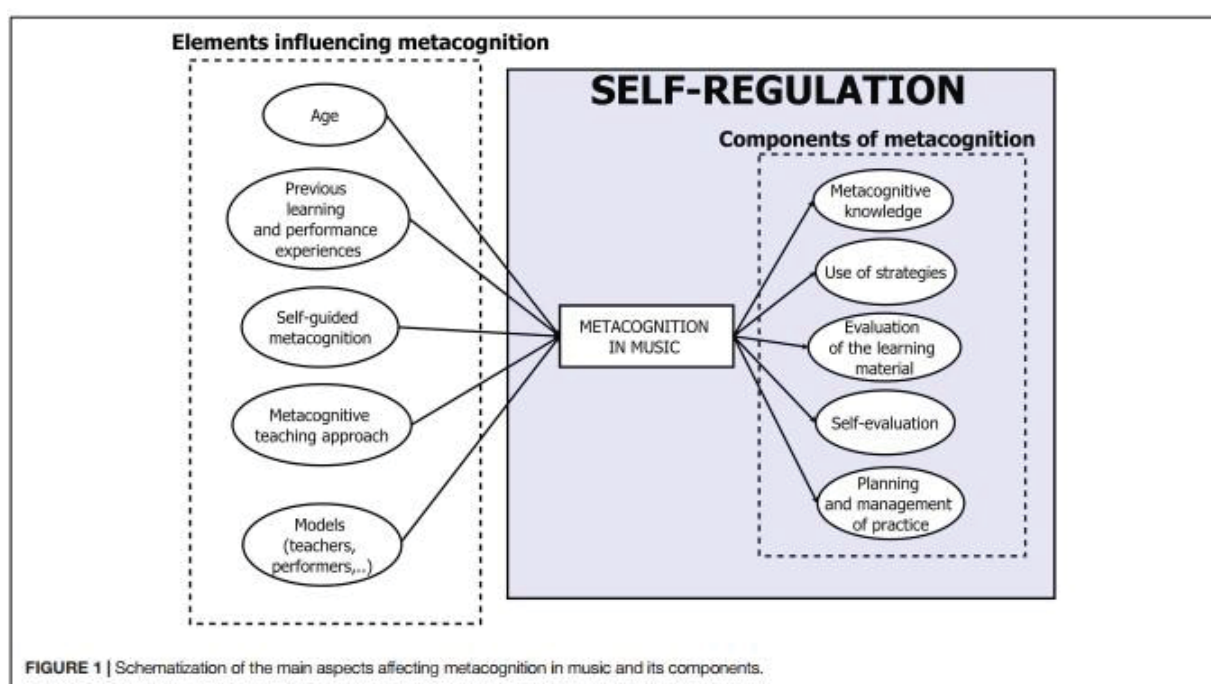 Elements influencing metacognition
Age
Previous
learning
and performance
experiences
Self-guided
metacognition
Metacognitive
teaching approach
Models
(teachers,
performers,..)
SELF-REGULATION
METACOGNITION
IN MUSIC
Components of metacognition
Metacognitive
knowledge
Use of strategies
Evaluation
of the learning
material
Self-evaluation
Planning
and management
of practice
FIGURE 1 | Schematization of the main aspects affecting metacognition in music and its components.